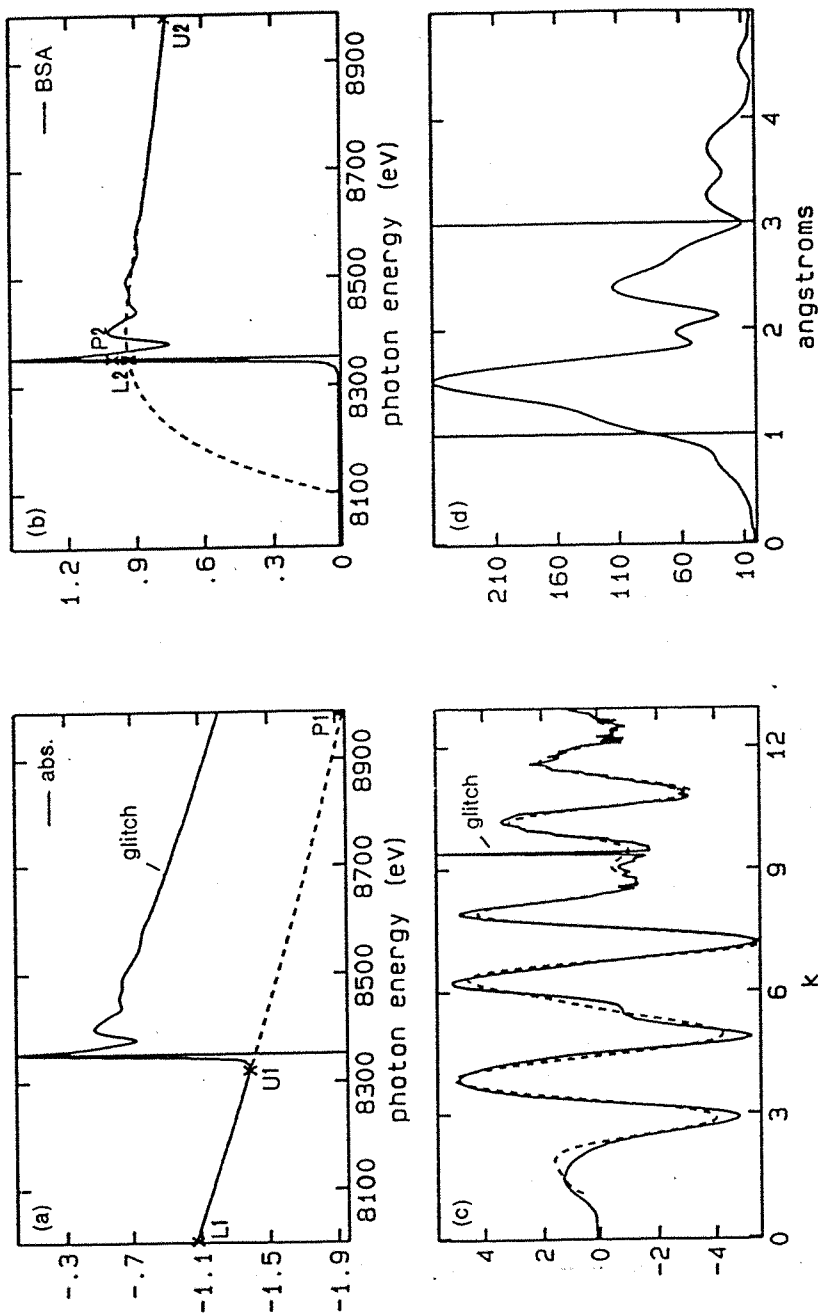 (a)
— abs.
glitch
L1
U1
P1
-.3
-.7
-1.1
-1.5
-1.9
8100
8300
8500
8700
8900
photon energy (eV)
(b)
— BSA
P2
L2
U2
1.2
.9
.6
.3
0
8100
8300
8500
8700
8900
photon energy (eV)
(c)
glitch
4
2
0
-2
-4
0
3
6
9
12
k
(d)
210
160
110
60
10
0
1
2
3
4
angstroms